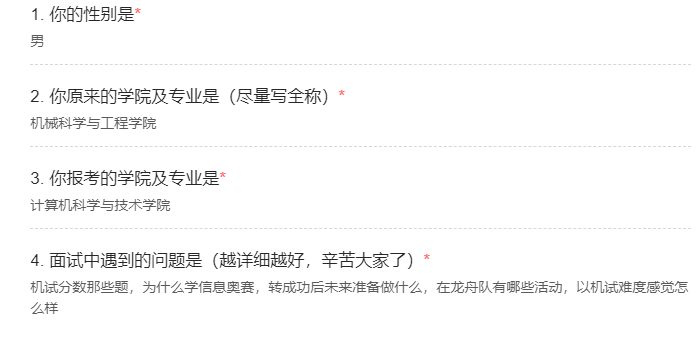 1. 你的性别是*
男
2. 你原来的学院及专业是（尽量写全称）*
机械科学与工程学院
3. 你报考的学院及专业是*
计算机科学与技术学院
4. 面试中遇到的问题是（越详细越好，辛苦大家了）*
机试分数那些题，为什么学信息奥赛，转成功后未来准备做什么，在龙舟队有哪些活动，以机试难度感觉怎
么样